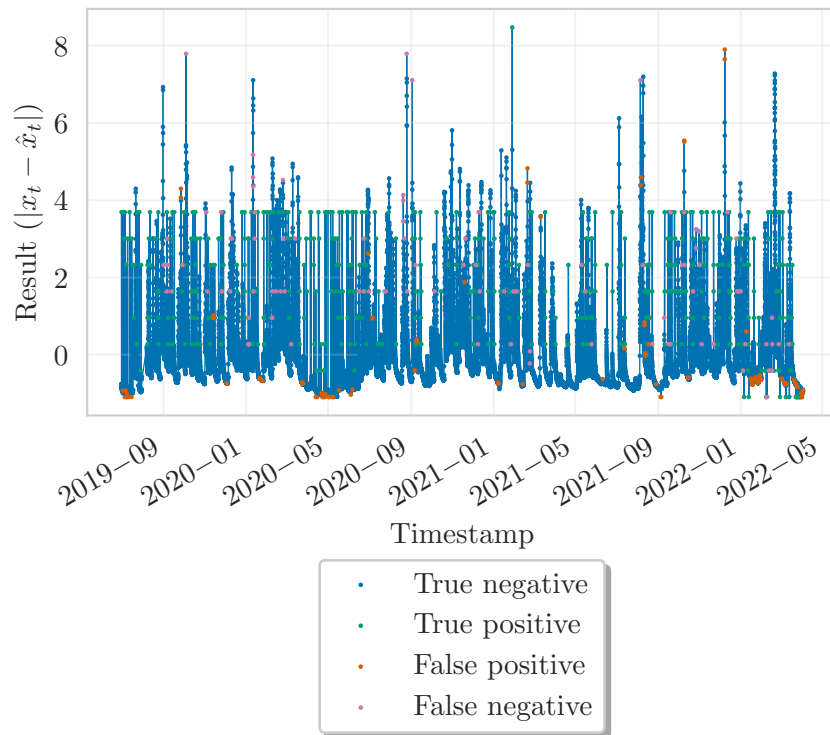 8
6
4
2
0
Result (|x_t − x̂_t|)
2019−09
2020−01
2020−05
2020−09
2021−01
2021−05
2021−09
2022−01
2022−05
Timestamp
True negative
True positive
False positive
False negative